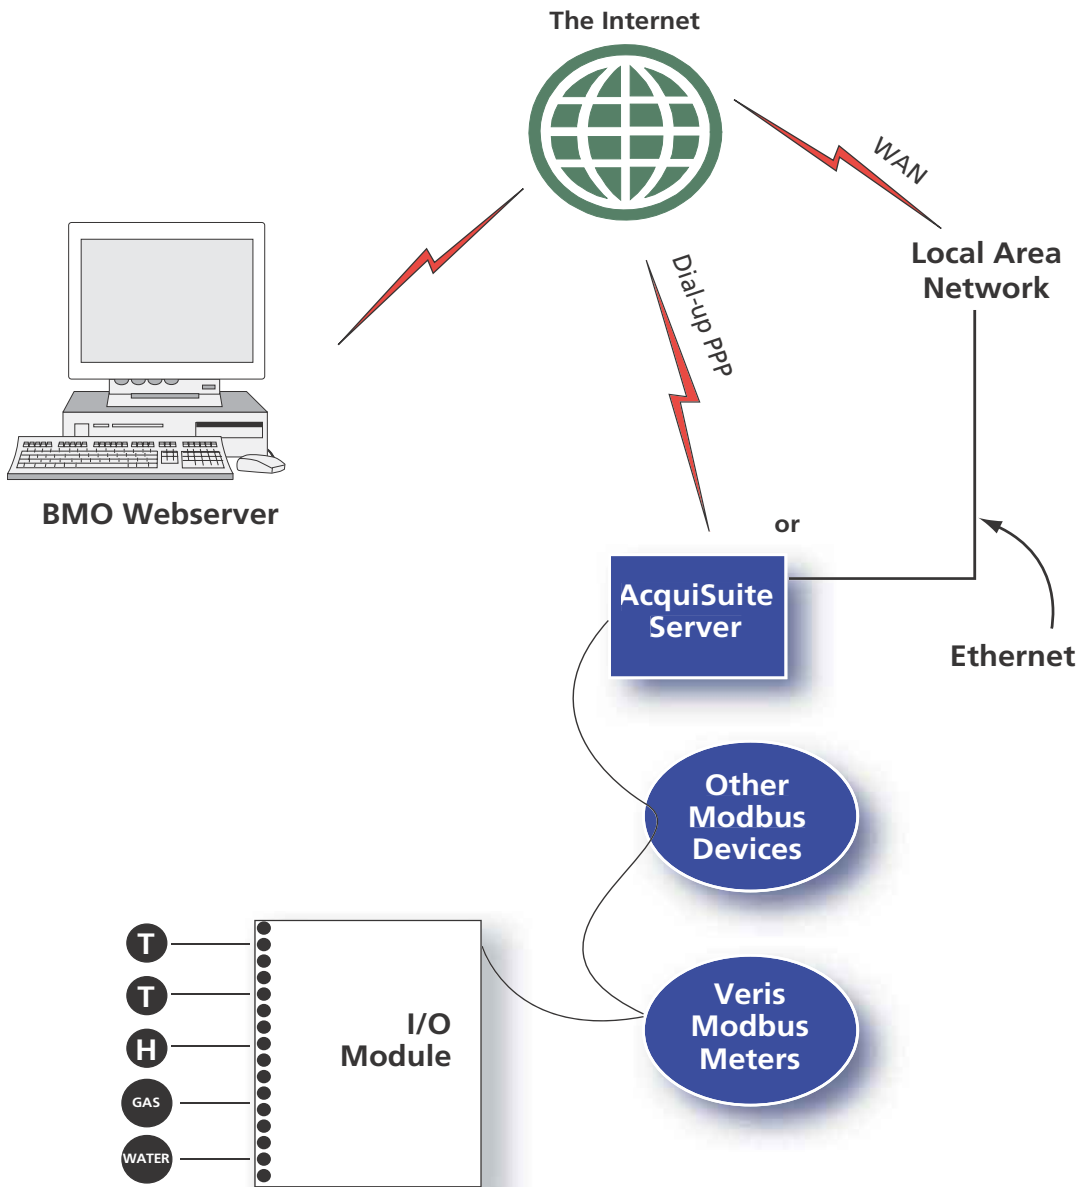 The Internet
WAN
Local Area
Network
Dial-up PPP
BMO Webserver
or
AcquiSuite
Server
Ethernet
Other
Modbus
Devices
T
T
H
GAS
WATER
I/O
Module
Veris
Modbus
Meters